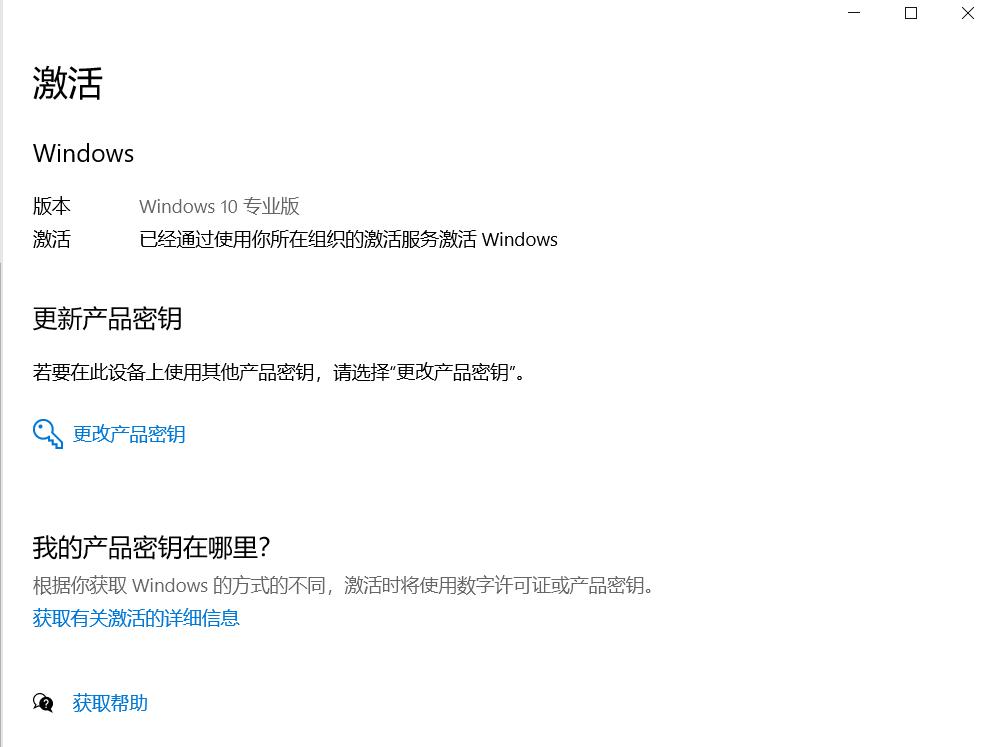 激活
Windows
版本 Windows 10 专业版
激活 已经通过使用你所在组织的激活服务激活 Windows
更新产品密钥
若要在此设备上使用其他产品密钥，请选择“更改产品密钥”。
更改产品密钥
我的产品密钥在哪里？
根据你获取 Windows 的方式的不同，激活时将使用数字许可证或产品密钥。
获取有关激活的详细信息
获取帮助